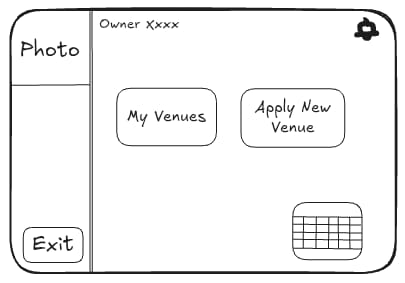 Owner Xxxx
Photo
My Venues
Apply New
Venue
Exit